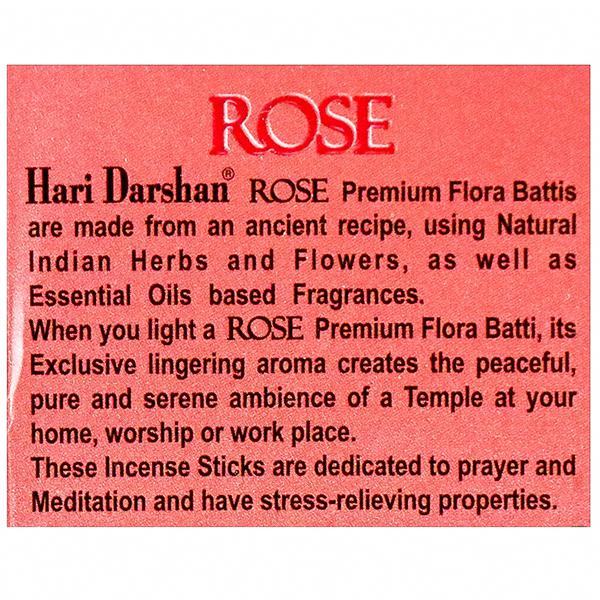 ROSE
Hari Darshan® ROSE Premium Flora Battis
are made from an ancient recipe, using Natural
Indian Herbs and Flowers, as well as
Essential Oils based Fragrances.
When you light a ROSE Premium Flora Batti, its
Exclusive lingering aroma creates the peaceful,
pure and serene ambience of a Temple at your
home, worship or work place.
These Incense Sticks are dedicated to prayer and
Meditation and have stress-relieving properties.